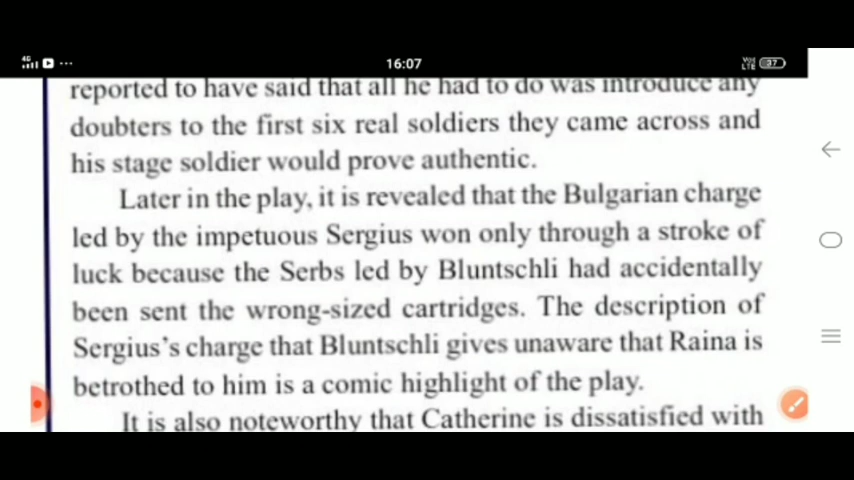 4G
16:07
Vo) LTE 37
reported to have said that all he had to do was introduce any
doubters to the first six real soldiers they came across and
his stage soldier would prove authentic.
Later in the play, it is revealed that the Bulgarian charge
led by the impetuous Sergius won only through a stroke of
luck because the Serbs led by Bluntschli had accidentally
been sent the wrong-sized cartridges. The description of
Sergius's charge that Bluntschli gives unaware that Raina is
betrothed to him is a comic highlight of the play.
It is also noteworthy that Catherine is dissatisfied with